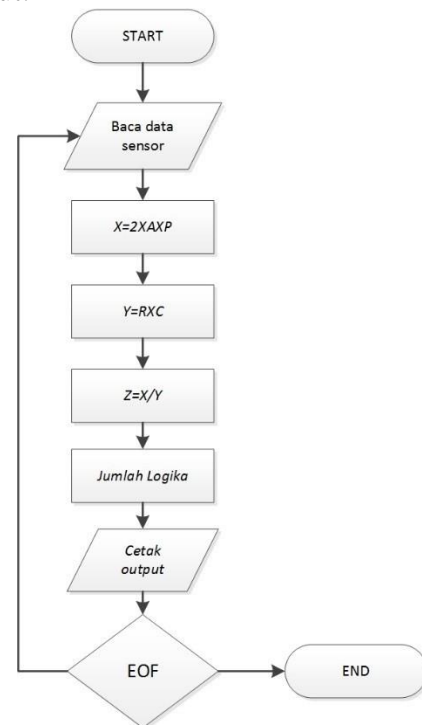 START
Baca data
sensor
X=2XAXP
Y=RXC
Z=X/Y
Jumlah Logika
Cetak
output
EOF
END